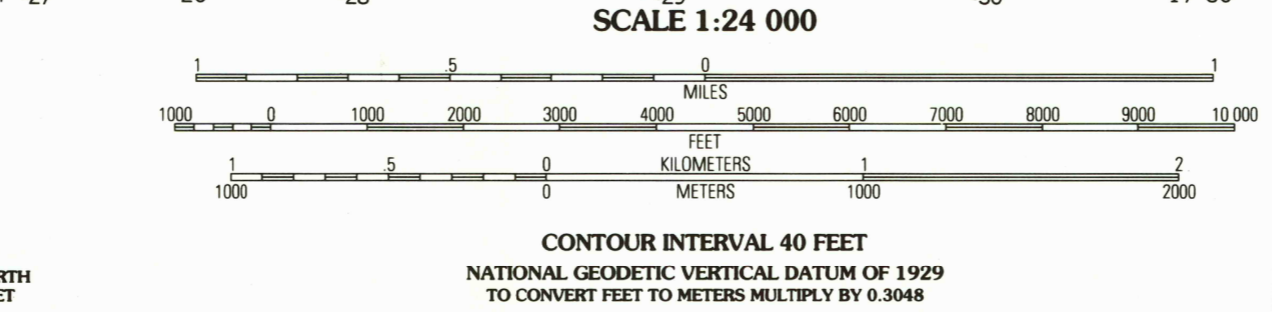 SCALE 1:24 000
1 .5 0 1
MILES
1000 0 1000 2000 3000 4000 5000 6000 7000 8000 9000 10 000
FEET
1 .5 0 KILOMETERS 1 2
1000 0 METERS 1000 2000
CONTOUR INTERVAL 40 FEET
NATIONAL GEODETIC VERTICAL DATUM OF 1929
TO CONVERT FEET TO METERS MULTIPLY BY 0.3048
RTH
ET